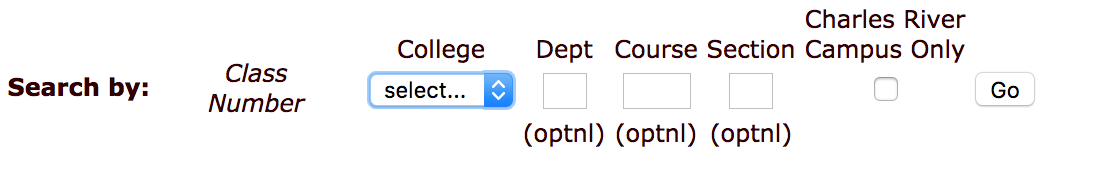 Charles River
College Dept Course Section Campus Only
Search by: Class Number select... Go
(optnl) (optnl) (optnl)